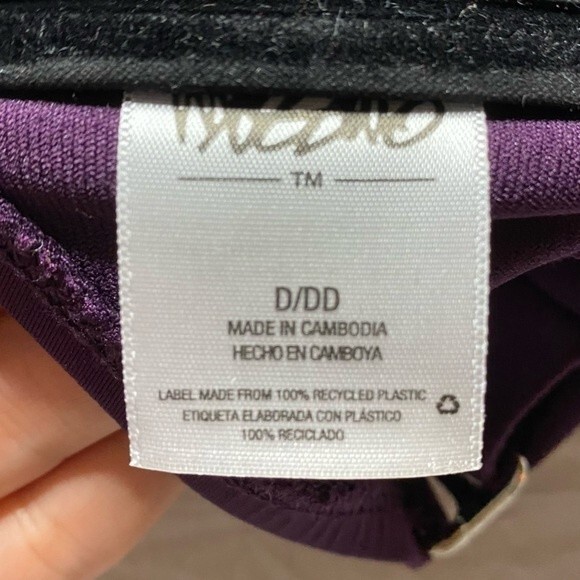 MOSSIMO
TM
D/DD
MADE IN CAMBODIA
HECHO EN CAMBOYA
LABEL MADE FROM 100% RECYCLED PLASTIC
ETIQUETA ELABORADA CON PLÁSTICO
100% RECICLADO